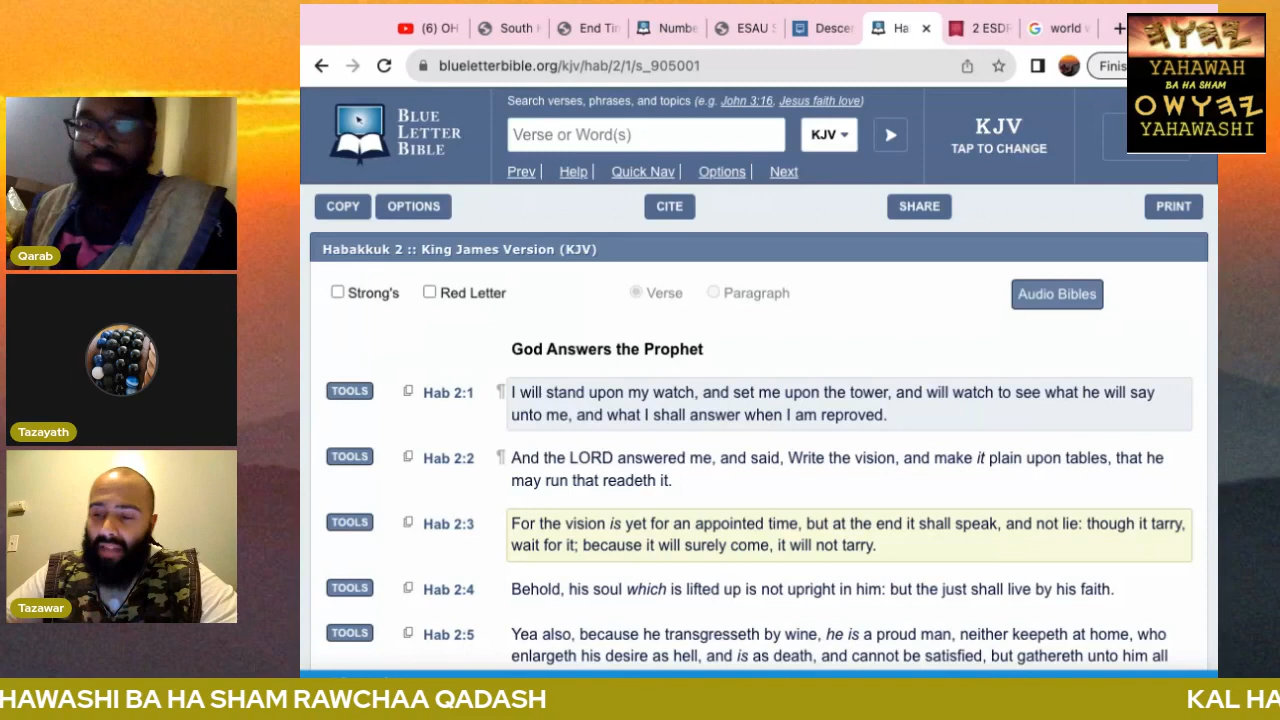 (6) OH
South
End Tin
Numbe
ESAU S
Descer
Ha
2 ESDF
world w
blueletterbible.org/kjv/hab/2/1/s_905001
Finis
YAHAWAH
BA HA SHAM
YAHAWASHI
BLUE
LETTER
BIBLE
Search verses, phrases, and topics (e.g. John 3:16, Jesus faith love)
Verse or Word(s)
KJV
KJV
TAP TO CHANGE
Prev | Help | Quick Nav | Options | Next
COPY OPTIONS CITE SHARE PRINT
Habakkuk 2 :: King James Version (KJV)
Strong's Red Letter Verse Paragraph Audio Bibles
God Answers the Prophet
TOOLS Hab 2:1 ¶ I will stand upon my watch, and set me upon the tower, and will watch to see what he will say
unto me, and what I shall answer when I am reproved.
TOOLS Hab 2:2 ¶ And the LORD answered me, and said, Write the vision, and make it plain upon tables, that he
may run that readeth it.
TOOLS Hab 2:3 For the vision is yet for an appointed time, but at the end it shall speak, and not lie: though it tarry,
wait for it; because it will surely come, it will not tarry.
TOOLS Hab 2:4 Behold, his soul which is lifted up is not upright in him: but the just shall live by his faith.
TOOLS Hab 2:5 Yea also, because he transgresseth by wine, he is a proud man, neither keepeth at home, who
enlargeth his desire as hell, and is as death, and cannot be satisfied, but gathereth unto him all
Qarab
Tazayath
Tazawar
HAWASHI BA HA SHAM RAWCHAA QADASH KAL HA